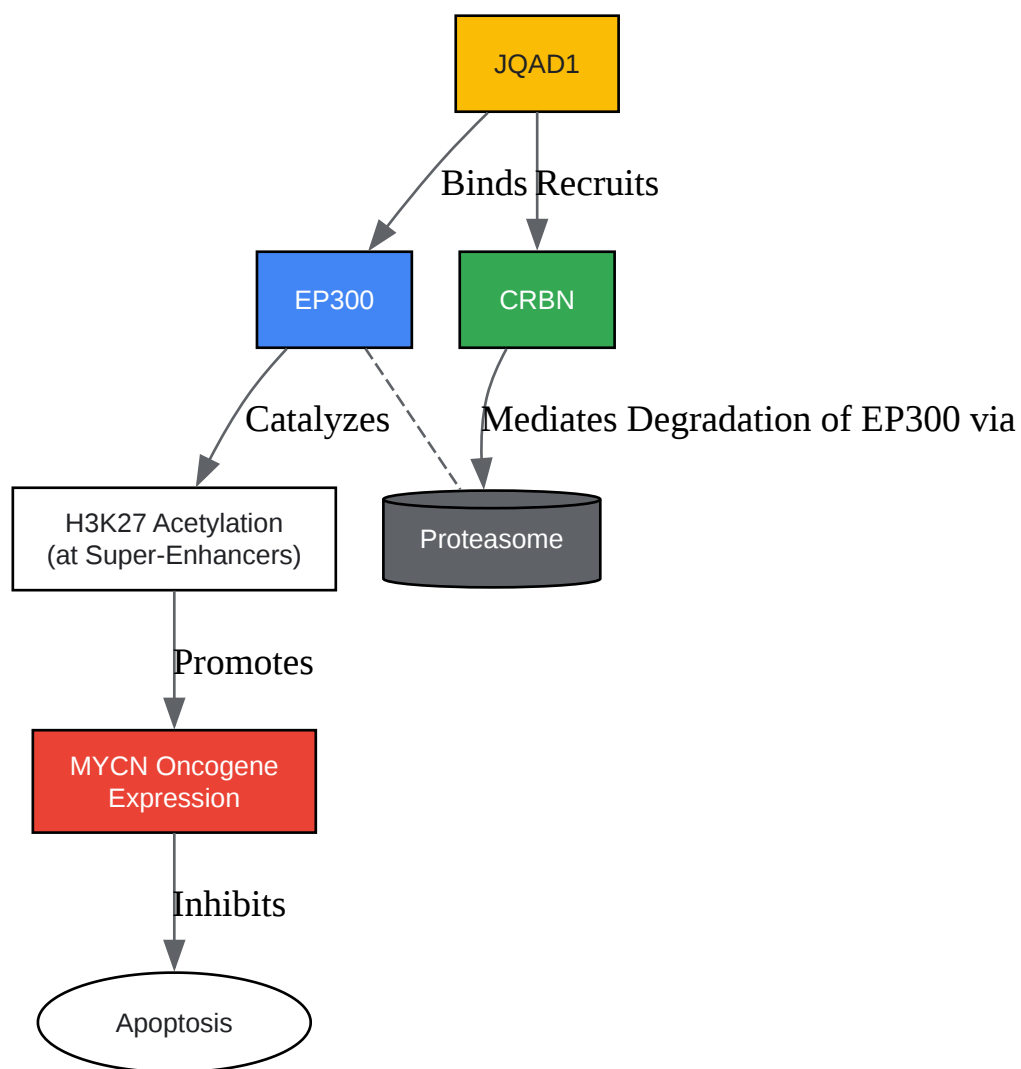 JQAD1
Binds Recruits
EP300
CRBN
Catalyzes
Mediates Degradation of EP300 via
H3K27 Acetylation
(at Super-Enhancers)
Proteasome
Promotes
MYCN Oncogene
Expression
Inhibits
Apoptosis